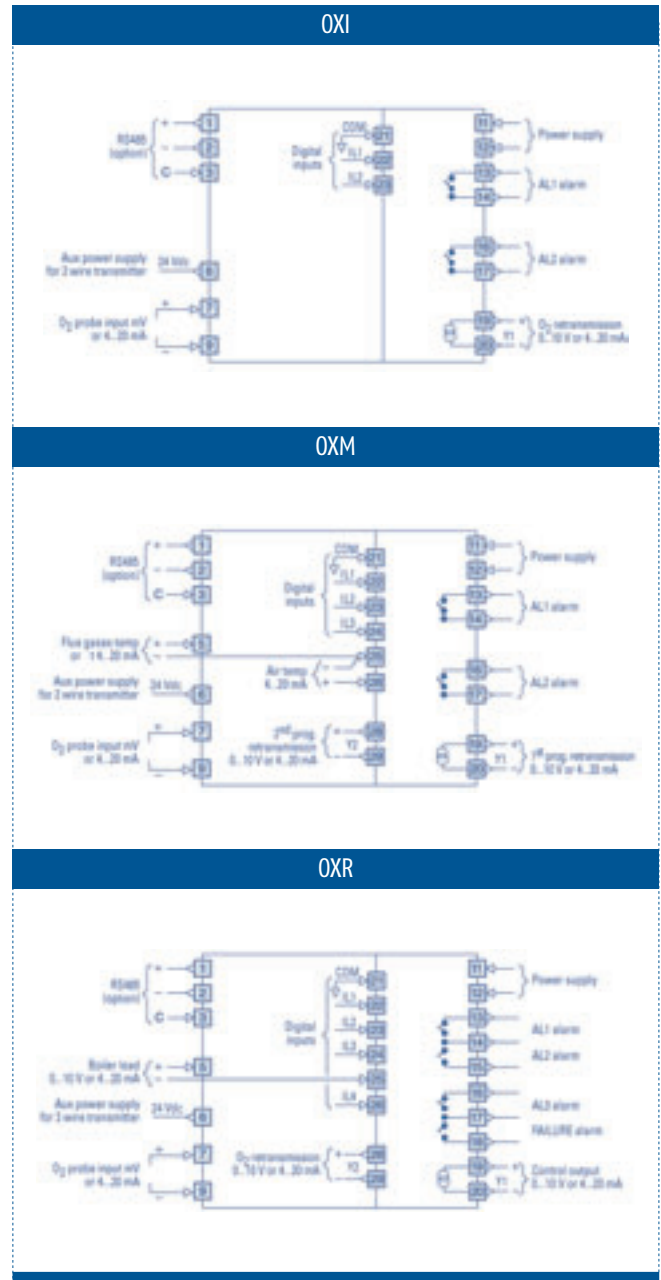 OXI
RS485
(option)
+
1
−
2
C
3
Aux power supply
for 2 wire transmitter
24 Vdc
6
O2 probe input mV
or 4..20 mA
+
7
−
9
Digital
inputs
COM
21
IL1
22
IL2
23
11
12
Power supply
13
14
AL1 alarm
16
17
AL2 alarm
19
20
Y1
+
−
O2 retransmission
0..10 V or 4..20 mA
OXM
RS485
(option)
+
1
−
2
C
3
Flue gases temp
or 4..20 mA
+
−
5
Aux power supply
for 2 wire transmitter
24 Vdc
6
O2 probe input mV
or 4..20 mA
+
7
−
9
Digital
inputs
COM
21
IL1
22
IL2
23
IL3
24
Air temp
4..20 mA
−
25
+
26
2nd prog.
retransmission
0..10 V or 4..20 mA
Y2
+
28
−
29
11
12
Power supply
13
14
AL1 alarm
16
17
AL2 alarm
19
20
Y1
+
−
1st prog. retransmission
0..10 V or 4..20 mA
OXR
RS485
(option)
+
1
−
2
C
3
Boiler load
0..10 V or 4..20 mA
+
−
5
Aux power supply
for 2 wire transmitter
24 Vdc
6
O2 probe input mV
or 4..20 mA
+
7
−
9
Digital
inputs
COM
21
IL1
22
IL2
23
IL3
24
25
IL4
26
O2 retransmission
0..10 V or 4..20 mA
Y2
+
28
−
29
11
12
Power supply
13
14
15
AL1 alarm
AL2 alarm
16
17
18
AL3 alarm
FAILURE alarm
19
20
Y1
+
−
Control output
0..10 V or 4..20 mA